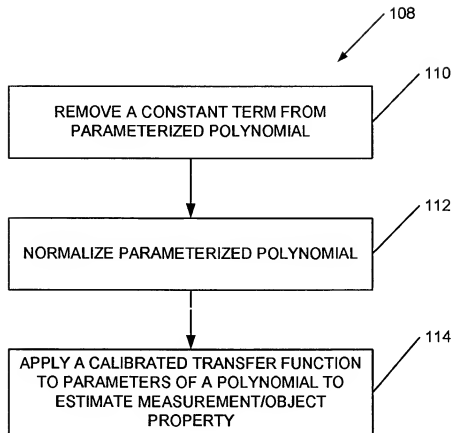 108
110
REMOVE A CONSTANT TERM FROM
PARAMETERIZED POLYNOMIAL
112
NORMALIZE PARAMETERIZED POLYNOMIAL
114
APPLY A CALIBRATED TRANSFER FUNCTION
TO PARAMETERS OF A POLYNOMIAL TO
ESTIMATE MEASUREMENT/OBJECT
PROPERTY